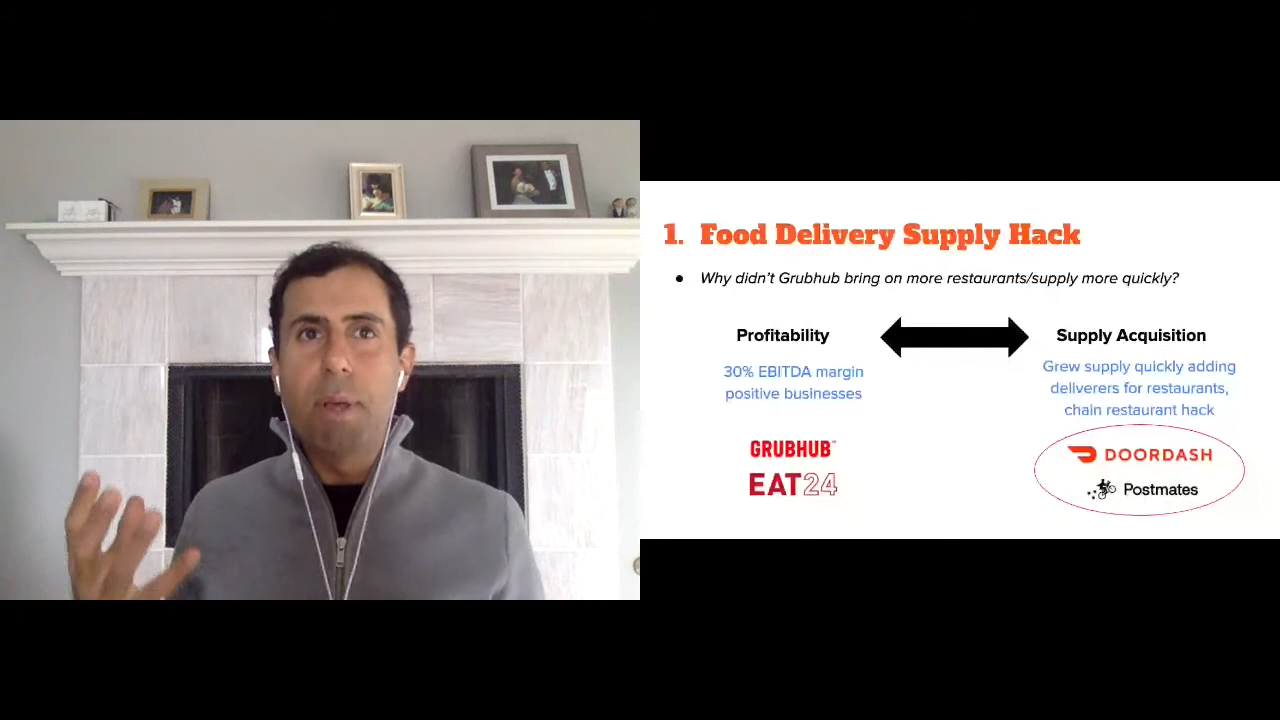 1. Food Delivery Supply Hack
● Why didn't Grubhub bring on more restaurants/supply more quickly?
Profitability
30% EBITDA margin
positive businesses
GRUBHUB™
EAT24
Supply Acquisition
Grew supply quickly adding
deliverers for restaurants,
chain restaurant hack
DOORDASH
Postmates